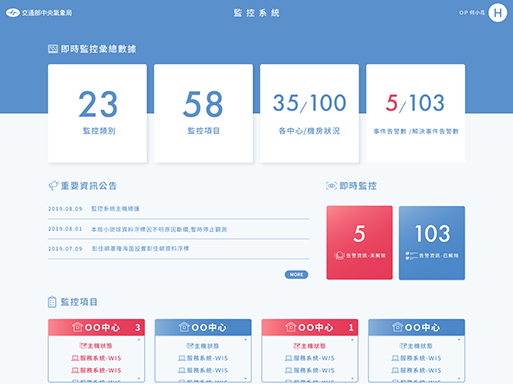 交通部中央氣象局
監控系統
OP 何小花
H
即時監控彙總數據
23
監控類別
58
監控項目
35/100
各中心/機房狀況
5/103
事件告警數/解決事件告警數
重要資訊公告
2019.08.09 監控系統主機維護
2019.08.01 本局小琉球資料浮標因不明原因斷纜,暫時停止觀測
2019.07.09 彭佳嶼基隆海面設置彭佳嶼資料浮標
MORE
即時監控
5
告警資訊-未解除
103
告警資訊-已解除
監控項目
OO中心 3
主機狀態
服務系統-WIS
服務系統-WIS
OO中心
主機狀態
服務系統-WIS
服務系統-WIS
OO中心 1
主機狀態
服務系統-WIS
服務系統-WIS
OO中心
主機狀態
服務系統-WIS
服務系統-WIS